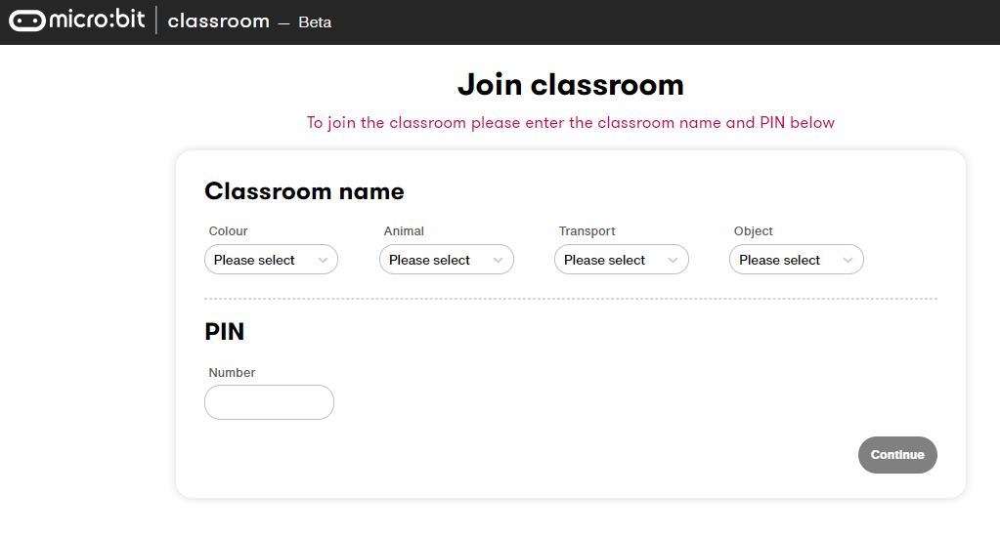 micro:bit classroom — Beta
Join classroom
To join the classroom please enter the classroom name and PIN below
Classroom name
Colour Animal Transport Object
Please select Please select Please select Please select
PIN
Number
Continue